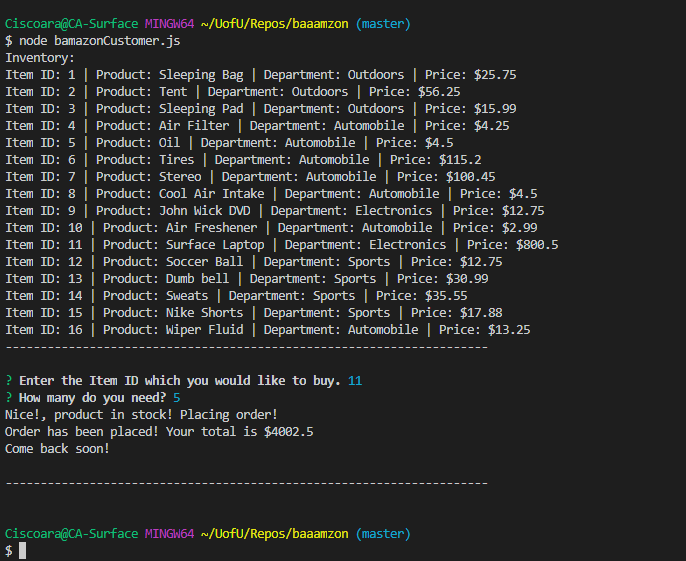 Ciscoara@CA-Surface MINGW64 ~/UofU/Repos/baaamzon (master)
$ node bamazonCustomer.js
Inventory:
Item ID: 1 | Product: Sleeping Bag | Department: Outdoors | Price: $25.75
Item ID: 2 | Product: Tent | Department: Outdoors | Price: $56.25
Item ID: 3 | Product: Sleeping Pad | Department: Outdoors | Price: $15.99
Item ID: 4 | Product: Air Filter | Department: Automobile | Price: $4.25
Item ID: 5 | Product: Oil | Department: Automobile | Price: $4.5
Item ID: 6 | Product: Tires | Department: Automobile | Price: $115.2
Item ID: 7 | Product: Stereo | Department: Automobile | Price: $100.45
Item ID: 8 | Product: Cool Air Intake | Department: Automobile | Price: $4.5
Item ID: 9 | Product: John Wick DVD | Department: Electronics | Price: $12.75
Item ID: 10 | Product: Air Freshener | Department: Automobile | Price: $2.99
Item ID: 11 | Product: Surface Laptop | Department: Electronics | Price: $800.5
Item ID: 12 | Product: Soccer Ball | Department: Sports | Price: $12.75
Item ID: 13 | Product: Dumb bell | Department: Sports | Price: $30.99
Item ID: 14 | Product: Sweats | Department: Sports | Price: $35.55
Item ID: 15 | Product: Nike Shorts | Department: Sports | Price: $17.88
Item ID: 16 | Product: Wiper Fluid | Department: Automobile | Price: $13.25
---------------------------------------------------------------------
? Enter the Item ID which you would like to buy. 11
? How many do you need? 5
Nice!, product in stock! Placing order!
Order has been placed! Your total is $4002.5
Come back soon!
---------------------------------------------------------------------
Ciscoara@CA-Surface MINGW64 ~/UofU/Repos/baaamzon (master)
$